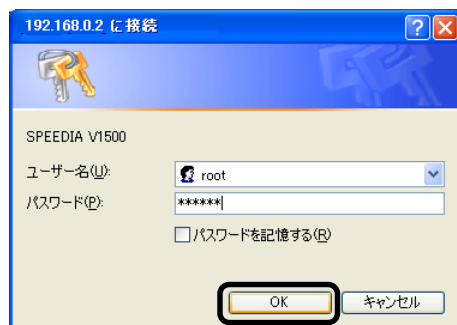 192.168.0.2 に接続
SPEEDIA V1500
ユーザー名(U):
root
パスワード(P):
******
パスワードを記憶する(R)
OK
キャンセル